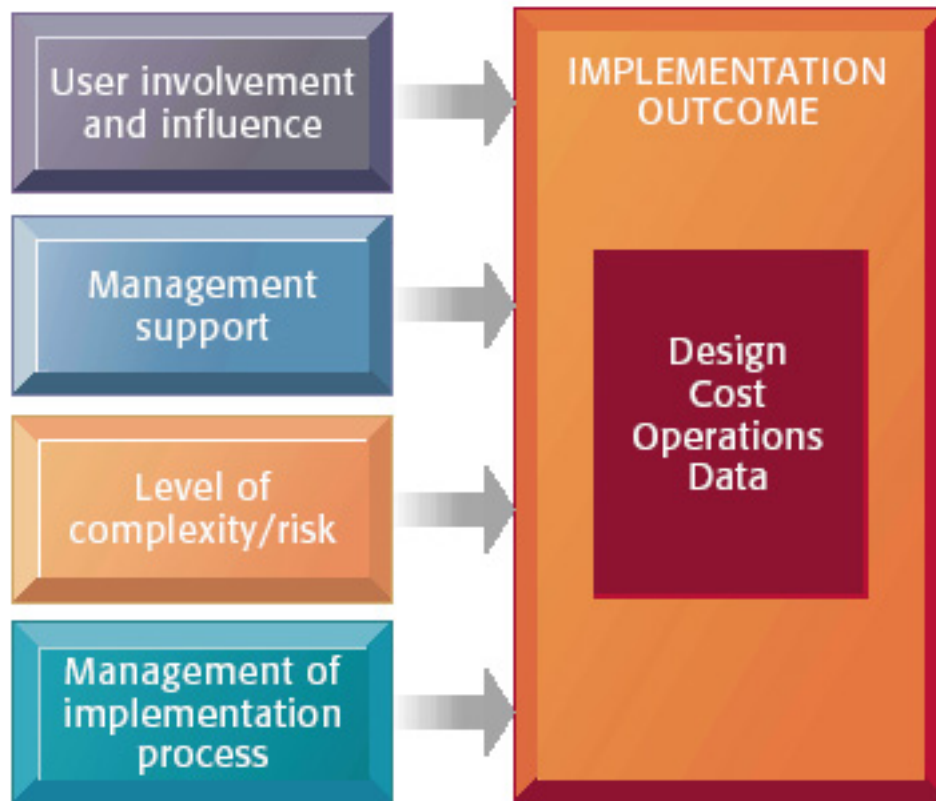 User involvement
and influence
Management
support
Level of
complexity/risk
Management of
implementation
process
IMPLEMENTATION
OUTCOME
Design
Cost
Operations
Data